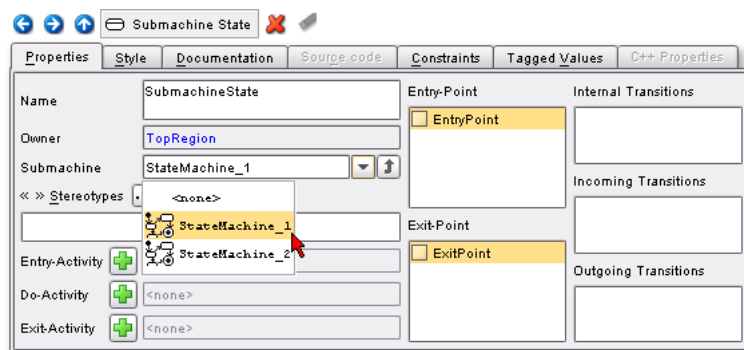 Submachine State
Properties Style Documentation Source code Constraints Tagged Values C++ Properties
Name
SubmachineState
Owner
TopRegion
Submachine
StateMachine_1
« » Stereotypes
<none>
StateMachine_1
StateMachine_2
Entry-Activity
Do-Activity
<none>
Exit-Activity
<none>
Entry-Point
EntryPoint
Exit-Point
ExitPoint
Internal Transitions
Incoming Transitions
Outgoing Transitions